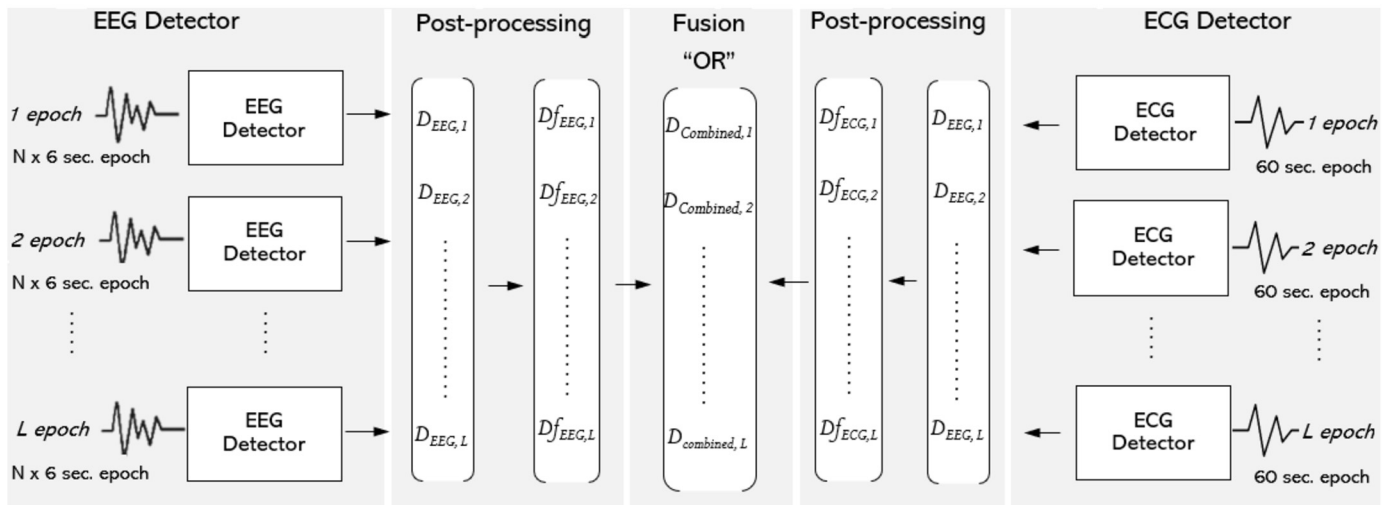 EEG Detector
1 epoch
N x 6 sec. epoch
EEG
Detector
2 epoch
N x 6 sec. epoch
EEG
Detector
L epoch
N x 6 sec. epoch
EEG
Detector
Post-processing
D_EEG,1
D_EEG,2
D_EEG,L
Df_EEG,1
Df_EEG,2
Df_EEG,L
Fusion
“OR”
D_Combined,1
D_Combined, 2
D_combined, L
Post-processing
Df_ECG,1
Df_ECG,2
Df_ECG,L
D_EEG,1
D_EEG,2
D_EEG,L
ECG Detector
ECG
Detector
1 epoch
60 sec. epoch
ECG
Detector
2 epoch
60 sec. epoch
ECG
Detector
L epoch
60 sec. epoch